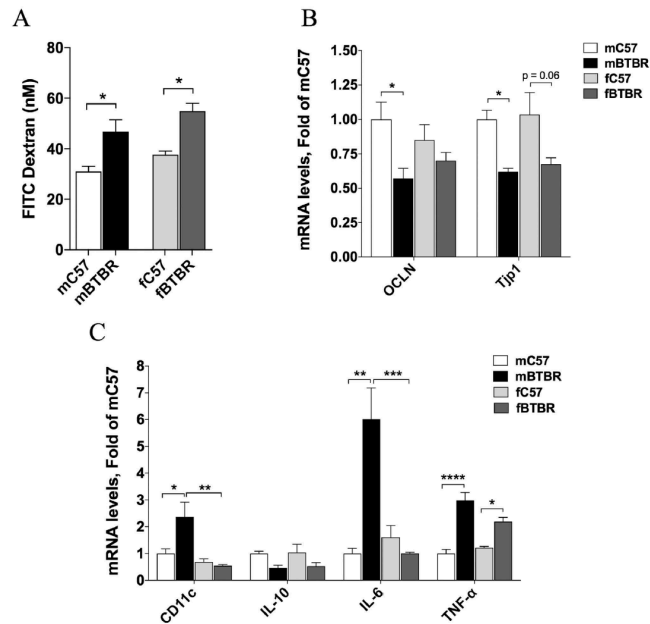 A
FITC Dextran (nM)
80
60
40
20
0
*
*
mC57
mBTBR
fC57
fBTBR
B
mRNA levels, Fold of mC57
1.50
1.25
1.00
0.75
0.50
0.25
0.00
*
*
p = 0.06
OCLN
Tjp1
mC57
mBTBR
fC57
fBTBR
C
mRNA levels, Fold of mC57
8
7
6
5
4
3
2
1
0
*
**
**
***
****
*
CD11c
IL-10
IL-6
TNF-α
mC57
mBTBR
fC57
fBTBR